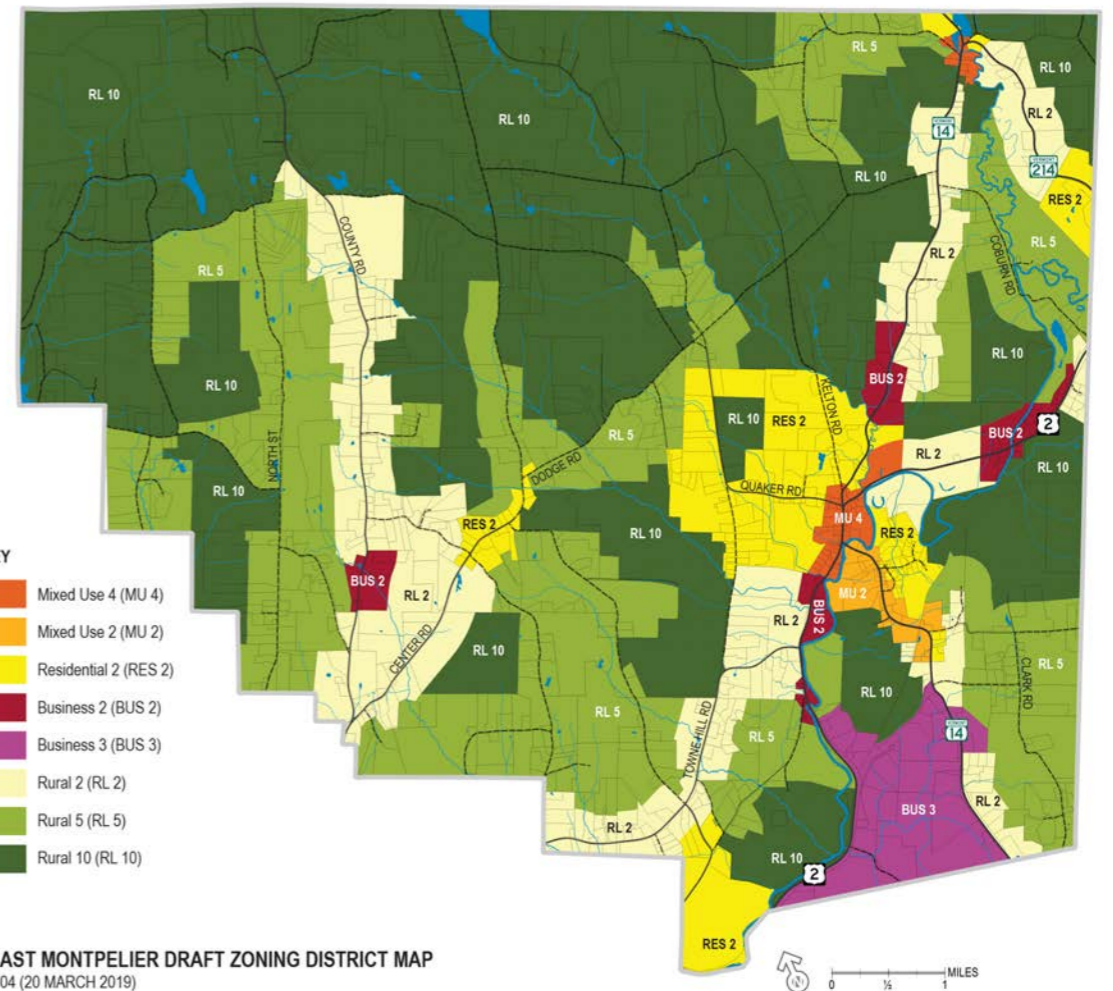 RL 10
RL 10
RL 5
RL 10
RL 2
VERMONT
14
VERMONT
214
RL 10
RES 2
COUNTY RD
RL 5
RL 5
COBURN RD
RL 2
RL 10
NORTH ST
RL 10
BUS 2
KELTON RD
RL 10
RES 2
BUS 2
2
RL 5
DODGE RD
RL 2
RL 10
RL 10
QUAKER RD
MU 4
RES 2
RL 10
RES 2
BUS 2
RL 2
MU 2
RL 2
BUS 2
CENTER RD
RL 10
RL 10
RL 5
CLARK RD
RL 5
TOWNE HILL RD
RL 5
VERMONT
14
BUS 3
RL 2
RL 2
RL 10
2
RES 2
Y
Mixed Use 4 (MU 4)
Mixed Use 2 (MU 2)
Residential 2 (RES 2)
Business 2 (BUS 2)
Business 3 (BUS 3)
Rural 2 (RL 2)
Rural 5 (RL 5)
Rural 10 (RL 10)
AST MONTPELIER DRAFT ZONING DISTRICT MAP
04 (20 MARCH 2019)
N
MILES
0 ½ 1